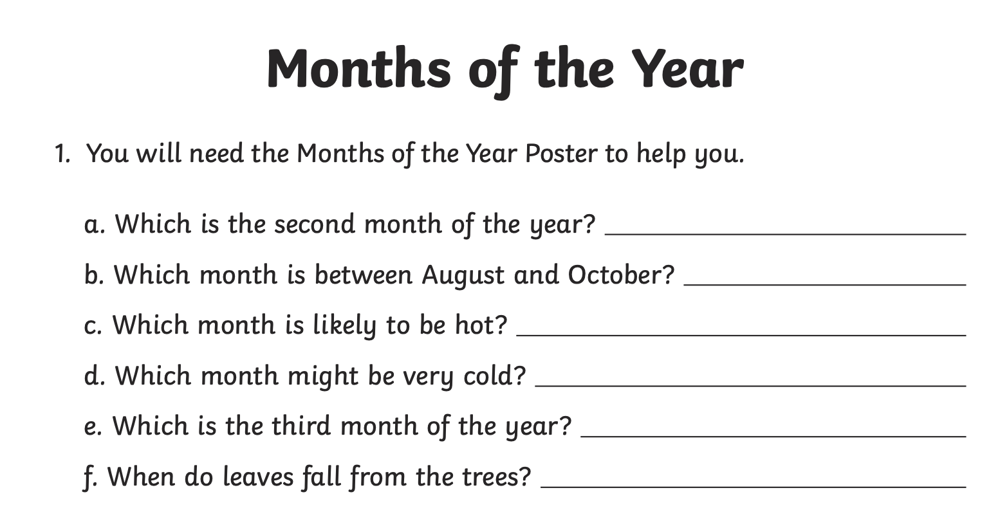 Months of the Year
1. You will need the Months of the Year Poster to help you.
a. Which is the second month of the year?
b. Which month is between August and October?
c. Which month is likely to be hot?
d. Which month might be very cold?
e. Which is the third month of the year?
f. When do leaves fall from the trees?